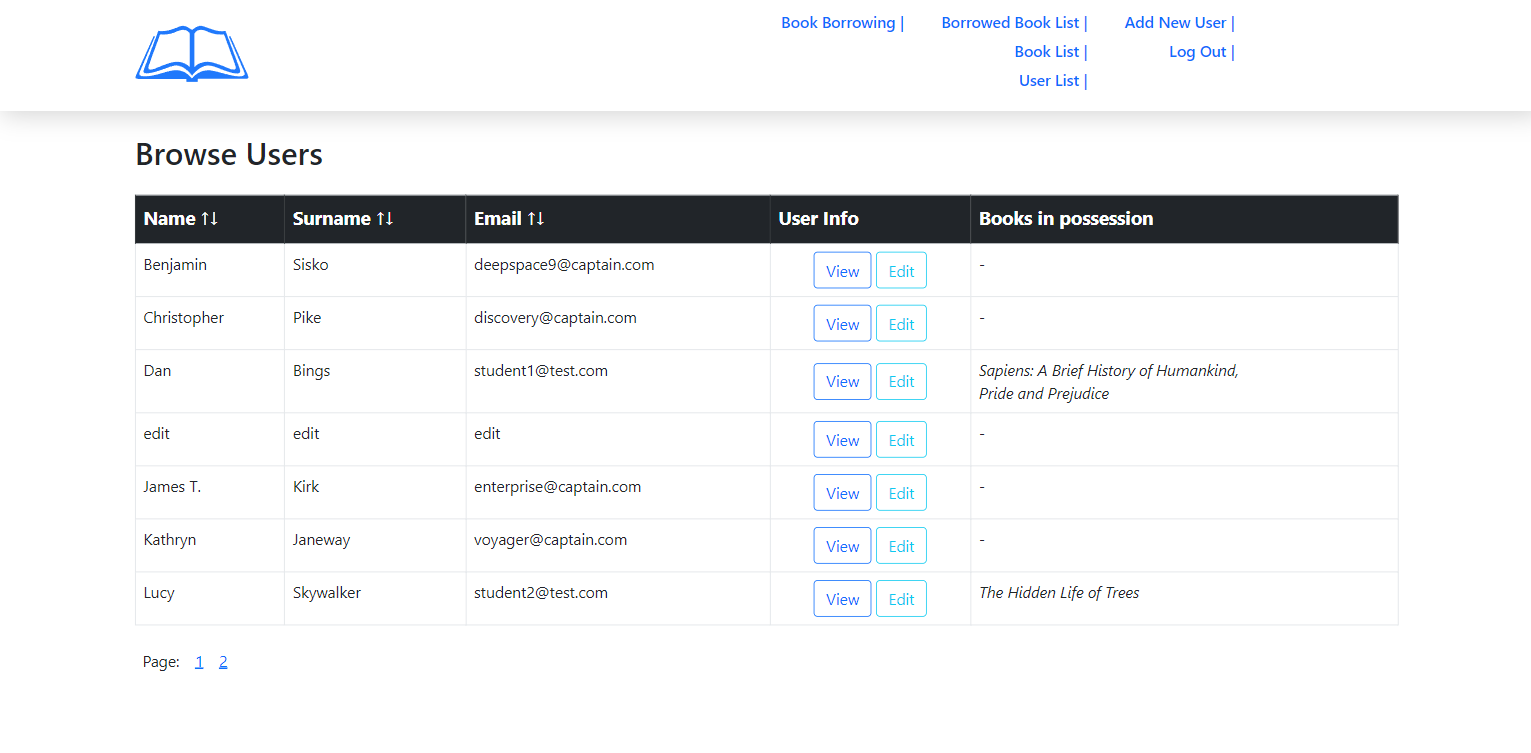 Book Borrowing | Borrowed Book List | Add New User |
Book List | Log Out |
User List |
Browse Users
Name ↑↓ Surname ↑↓ Email ↑↓ User Info Books in possession
Benjamin Sisko deepspace9@captain.com View Edit -
Christopher Pike discovery@captain.com View Edit -
Dan Bings student1@test.com View Edit Sapiens: A Brief History of Humankind,
Pride and Prejudice
edit edit edit View Edit -
James T. Kirk enterprise@captain.com View Edit -
Kathryn Janeway voyager@captain.com View Edit -
Lucy Skywalker student2@test.com View Edit The Hidden Life of Trees
Page: 1 2